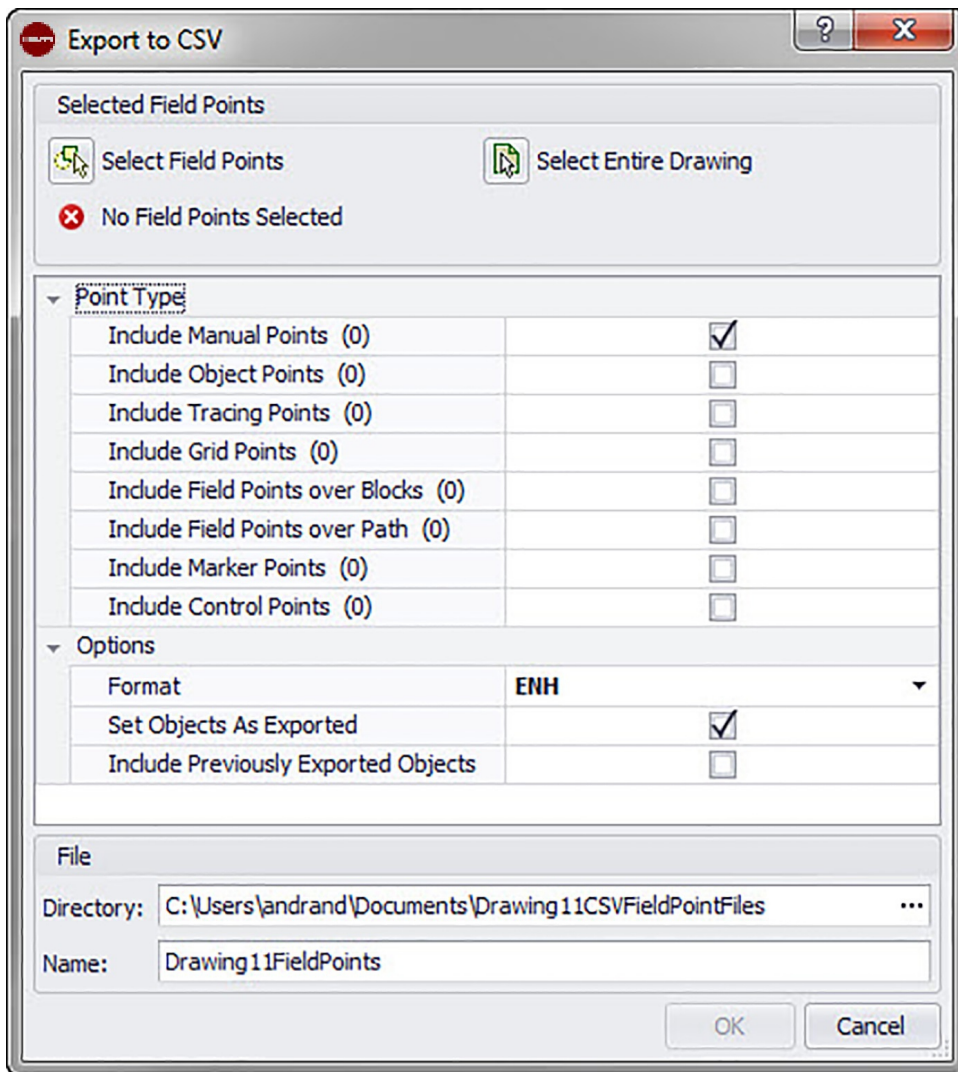 Export to CSV
Selected Field Points
Select Field Points
Select Entire Drawing
No Field Points Selected
Point Type
Include Manual Points (0)
Include Object Points (0)
Include Tracing Points (0)
Include Grid Points (0)
Include Field Points over Blocks (0)
Include Field Points over Path (0)
Include Marker Points (0)
Include Control Points (0)
Options
Format ENH
Set Objects As Exported
Include Previously Exported Objects
File
Directory: C:\Users\andrand\Documents\Drawing11CSVFieldPointFiles ...
Name: Drawing11FieldPoints
OK Cancel